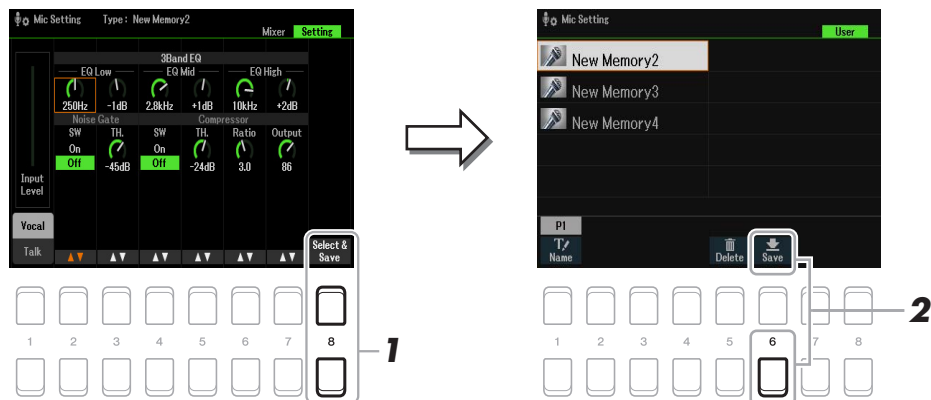 Mic Setting Type : New Memory2
Mixer Setting
3Band EQ
EQ Low EQ Mid EQ High
250Hz -1dB 2.8kHz +1dB 10kHz +2dB
Noise Gate Compressor
SW TH. SW TH. Ratio Output
On On
Off -45dB Off -24dB 3.0 86
Input
Level
Vocal
Talk
Select &
Save
1 2 3 4 5 6 7 8
1
Mic Setting
User
New Memory2
New Memory3
New Memory4
P1
Name Delete Save
1 2 3 4 5 6 7 8
2